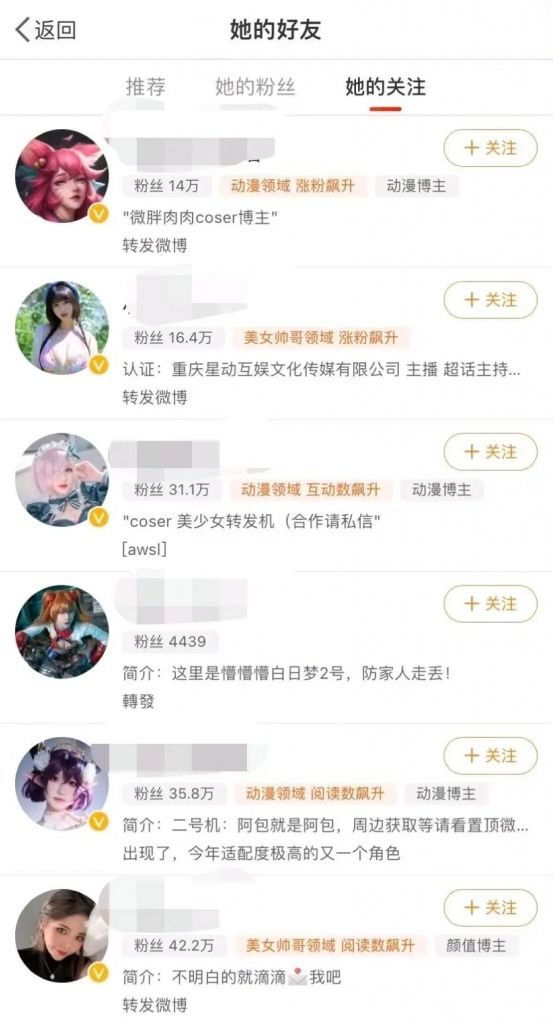 返回
她的好友
推荐 她的粉丝 她的关注
+ 关注
粉丝 14万 动漫领域 涨粉飙升 动漫博主
"微胖肉肉coser博主"
转发微博
+ 关注
粉丝 16.4万 美女帅哥领域 涨粉飙升
认证：重庆星动互娱文化传媒有限公司 主播 超话主持...
转发微博
+ 关注
粉丝 31.1万 动漫领域 互动数飙升 动漫博主
"coser 美少女转发机（合作请私信"
[awsl]
+ 关注
粉丝 4439
简介：这里是懵懵懵白日梦2号，防家人走丢！
轉發
+ 关注
粉丝 35.8万 动漫领域 阅读数飙升 动漫博主
简介：二号机：阿包就是阿包，周边获取等请看置顶微...
出现了，今年适配度极高的又一个角色
+ 关注
粉丝 42.2万 美女帅哥领域 阅读数飙升 颜值博主
简介：不明白的就滴滴💌我吧
转发微博